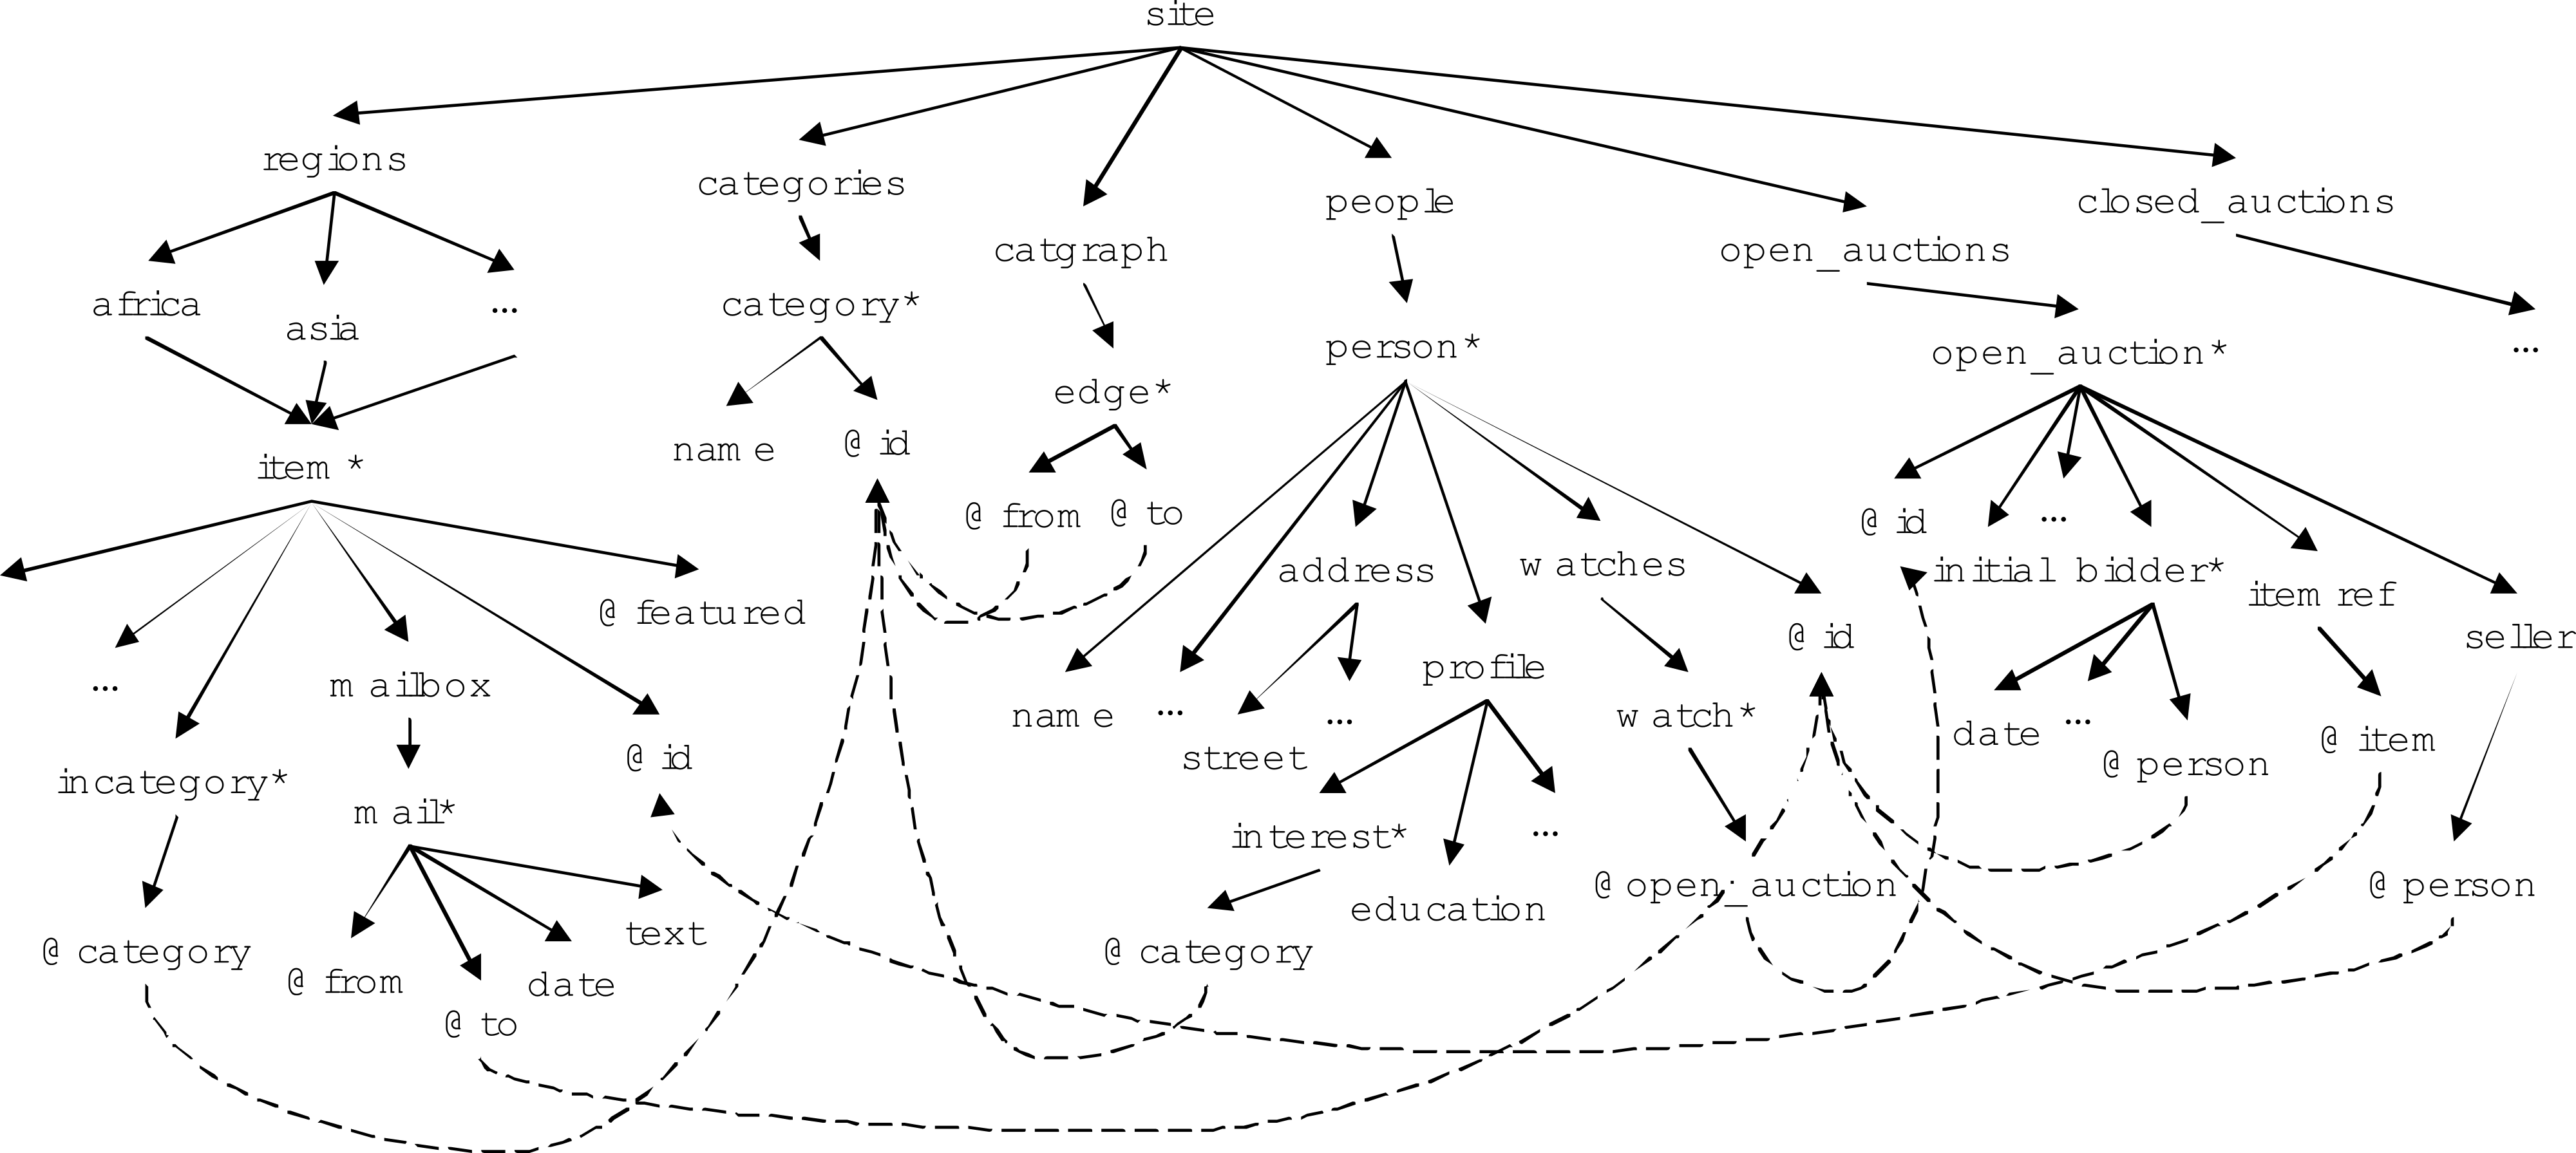 site
regions
categories
catgraph
people
open_auctions
closed_auctions
africa
asia
...
category*
edge*
person*
open_auction*
...
item*
name
@id
@from
@to
@id
...
initial
bidder*
itemref
seller
@featured
address
watches
@id
...
mailbox
@id
incategory*
mail*
name
...
street
...
profile
watch*
date
...
@person
@item
interest*
education
...
@open_auction
@person
@category
@from
@to
date
text
@category